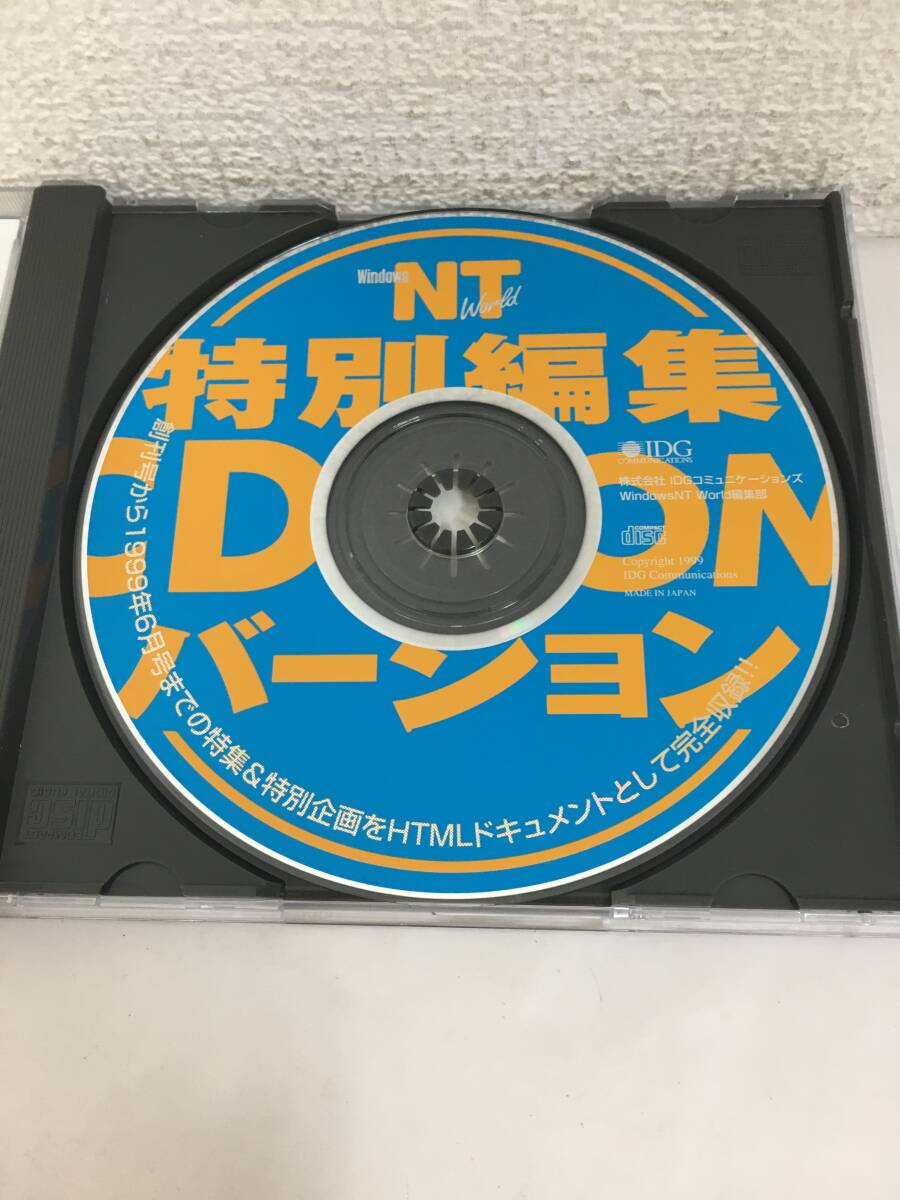 Windows
NT
World
特別編集
CD-ROM
バージョン
IDG
COMMUNICATIONS
株式会社 IDGコミュニケーションズ
WindowsNT World編集部
COMPACT
disc
Copyright 1999
IDG Communications
MADE IN JAPAN
創刊号から1999年6月号までの特集&特別企画をHTMLドキュメントとして完全収録!!